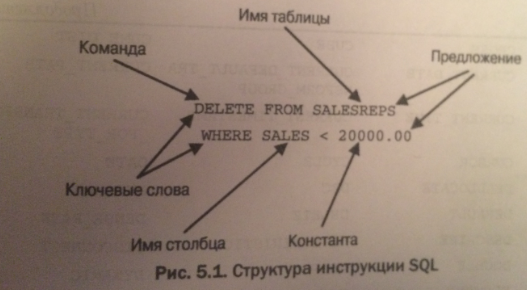 Имя таблицы
Команда
Предложение
DELETE FROM SALESREPS
WHERE SALES < 20000.00
Ключевые слова
Имя столбца
Константа
Рис. 5.1. Структура инструкции SQL